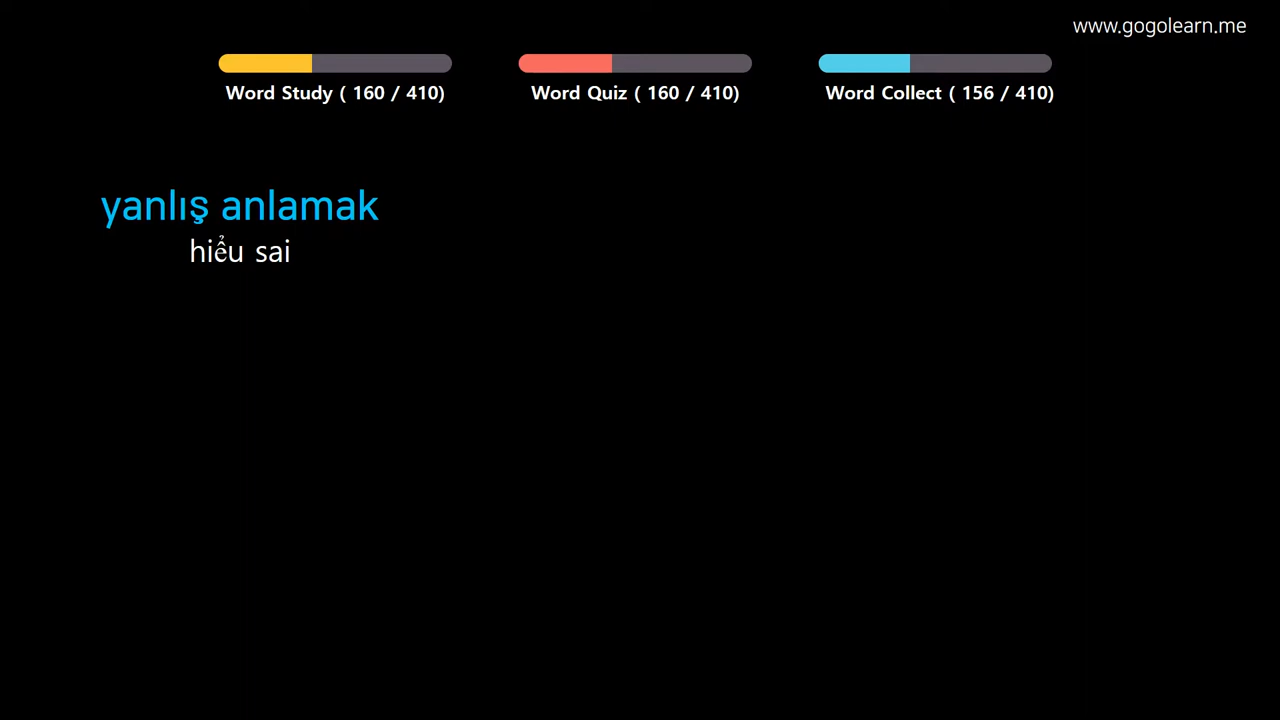 www.gogolearn.me
Word Study ( 160 / 410)
Word Quiz ( 160 / 410)
Word Collect ( 156 / 410)
yanlış anlamak
hiểu sai